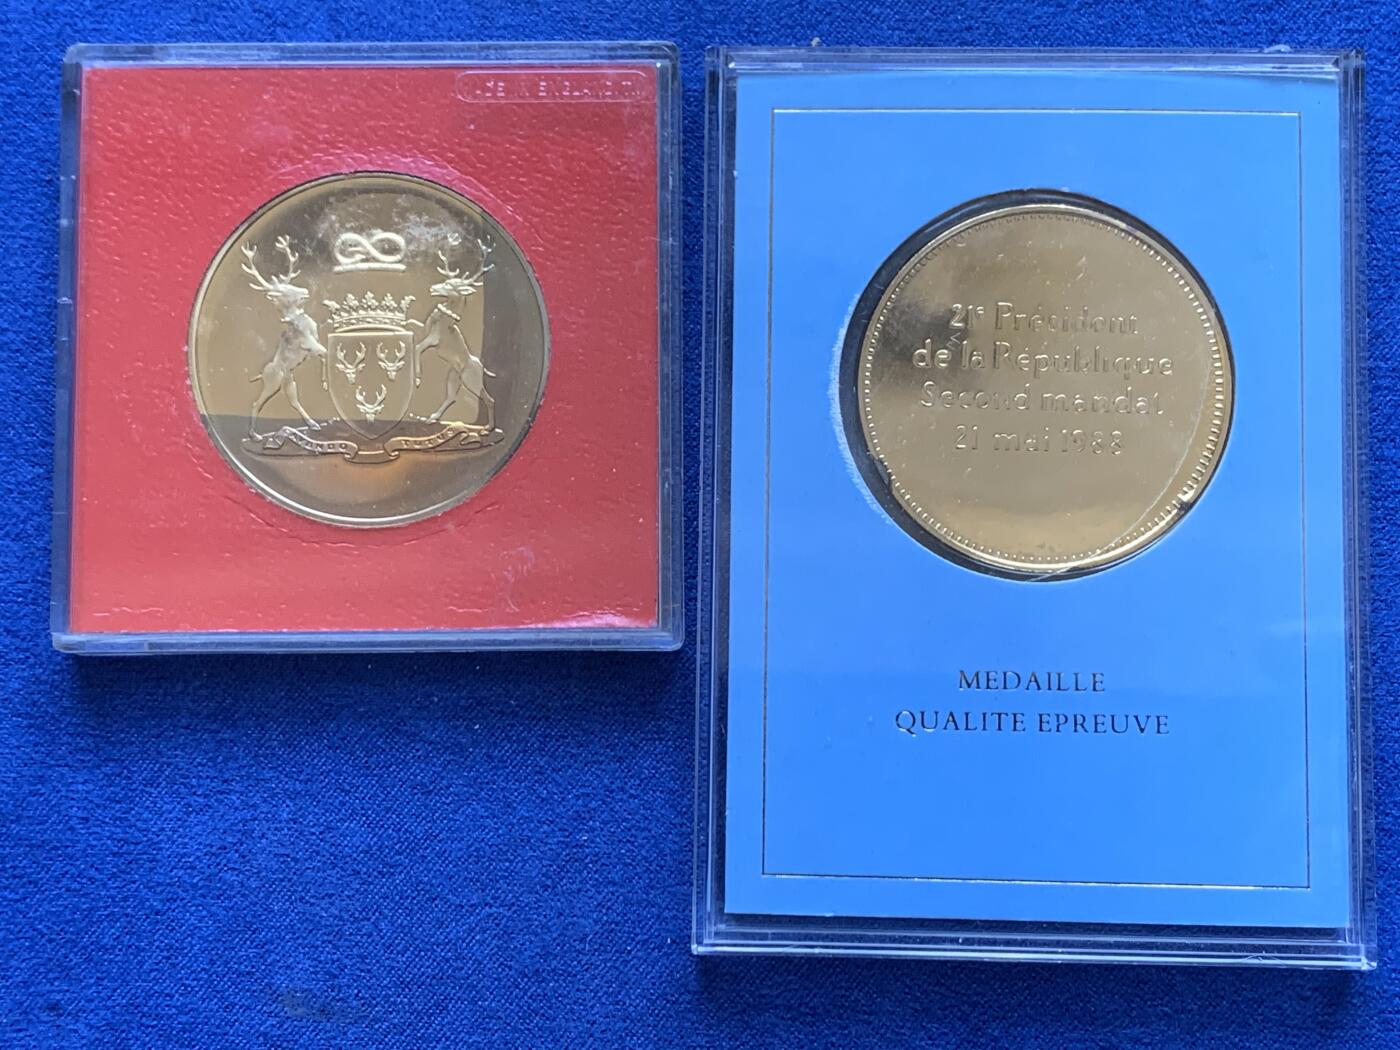 MADE IN ENGLAND
21e Président
de la République
Second mandat
21 mai 1988
MEDAILLE
QUALITE EPREUVE